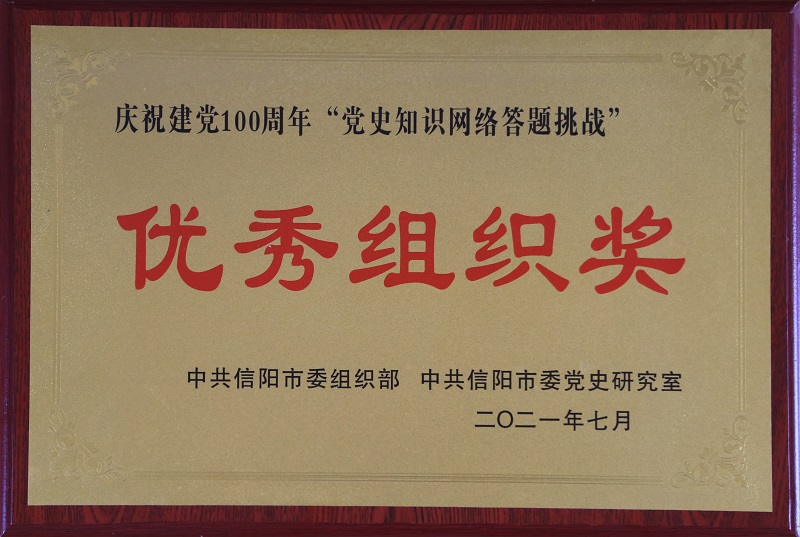 庆祝建党100周年“党史知识网络答题挑战”
优秀组织奖
中共信阳市委组织部 中共信阳市委党史研究室
二〇二一年七月